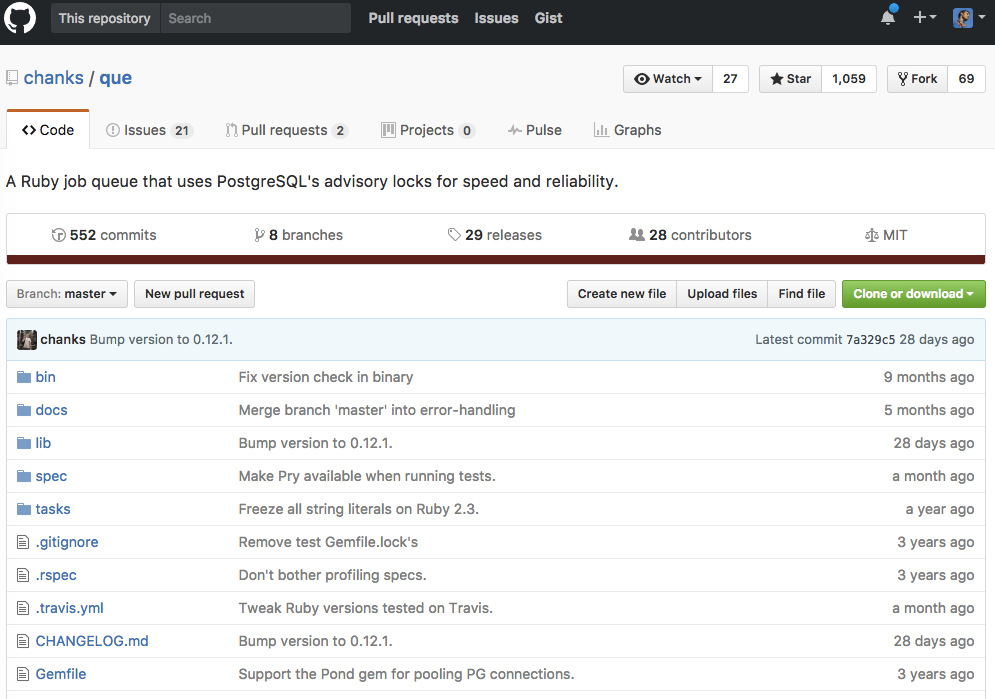 This repository Search Pull requests Issues Gist
chanks / que Watch 27 Star 1,059 Fork 69
Code Issues 21 Pull requests 2 Projects 0 Pulse Graphs
A Ruby job queue that uses PostgreSQL's advisory locks for speed and reliability.
552 commits 8 branches 29 releases 28 contributors MIT
Branch: master New pull request Create new file Upload files Find file Clone or download
chanks Bump version to 0.12.1. Latest commit 7a329c5 28 days ago
bin Fix version check in binary 9 months ago
docs Merge branch 'master' into error-handling 5 months ago
lib Bump version to 0.12.1. 28 days ago
spec Make Pry available when running tests. a month ago
tasks Freeze all string literals on Ruby 2.3. a year ago
.gitignore Remove test Gemfile.lock's 3 years ago
.rspec Don't bother profiling specs. 3 years ago
.travis.yml Tweak Ruby versions tested on Travis. a month ago
CHANGELOG.md Bump version to 0.12.1. 28 days ago
Gemfile Support the Pond gem for pooling PG connections. 3 years ago